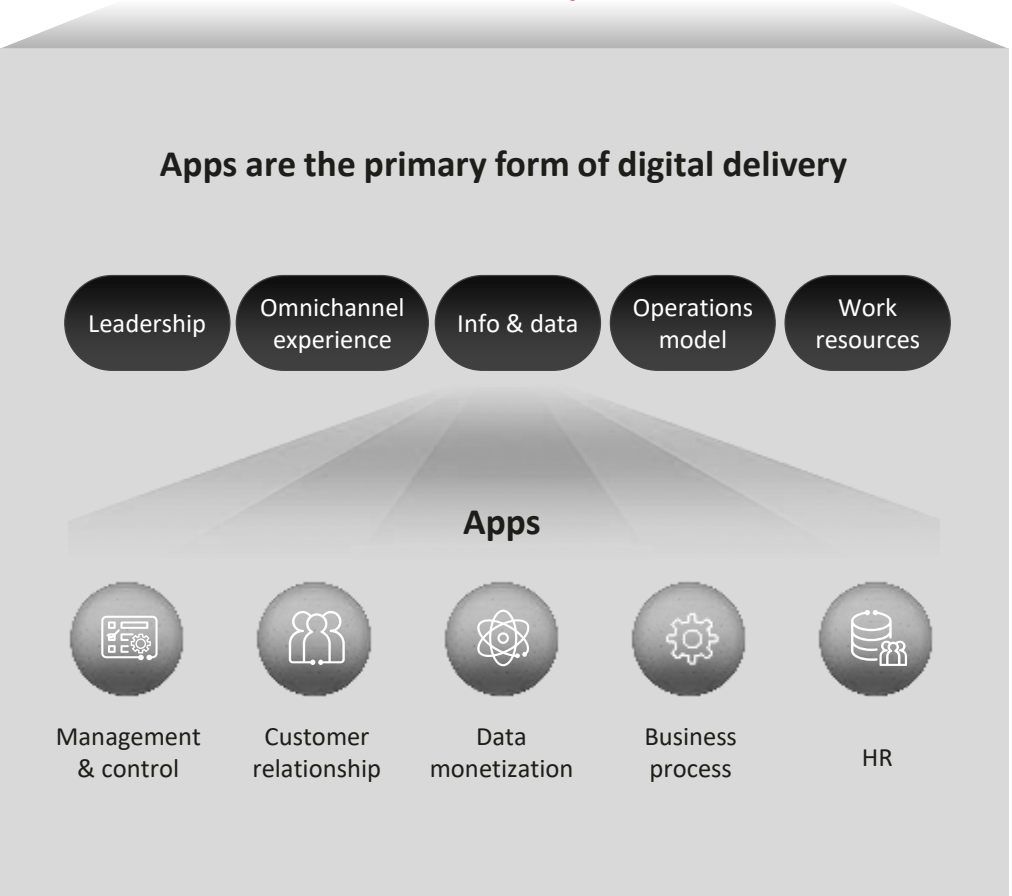 Apps are the primary form of digital delivery
Leadership
Omnichannel
experience
Info & data
Operations
model
Work
resources
Apps
Management
& control
Customer
relationship
Data
monetization
Business
process
HR